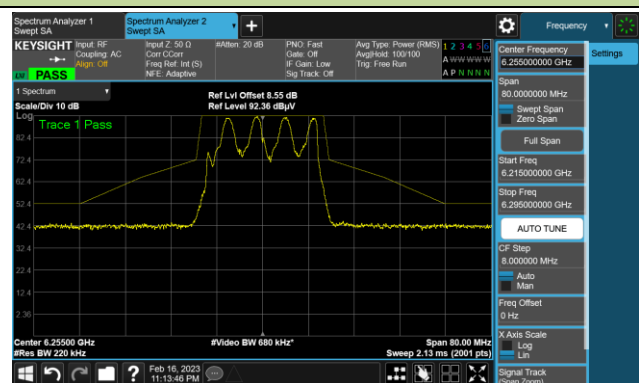 Spectrum Analyzer 1
Swept SA
Spectrum Analyzer 2
Swept SA
Frequency
KEYSIGHT
Input: RF
Coupling: AC
Align: Off
Input Z: 50 Ω
Corr CCorr
Freq Ref: Int (S)
NFE: Adaptive
#Atten: 20 dB
PNO: Fast
Gate: Off
IF Gain: Low
Sig Track: Off
Avg Type: Power (RMS)
Avg|Hold: 100/100
Trig: Free Run
1 2 3 4 5 6
A W W W W W
A P N N N N
LV PASS
1 Spectrum
Scale/Div 10 dB
Ref Lvl Offset 8.55 dB
Ref Level 92.36 dBµV
Log
Trace 1 Pass
82.4
72.4
62.4
52.4
42.4
32.4
22.4
12.4
2.36
Center 6.25500 GHz
#Res BW 220 kHz
#Video BW 680 kHz*
Span 80.00 MHz
Sweep 2.13 ms (2001 pts)
Center Frequency
6.255000000 GHz
Settings
Span
80.0000000 MHz
Swept Span
Zero Span
Full Span
Start Freq
6.215000000 GHz
Stop Freq
6.295000000 GHz
AUTO TUNE
CF Step
8.000000 MHz
Auto
Man
Freq Offset
0 Hz
X Axis Scale
Log
Lin
Signal Track
(Span Zoom)
Feb 16, 2023
11:13:46 PM